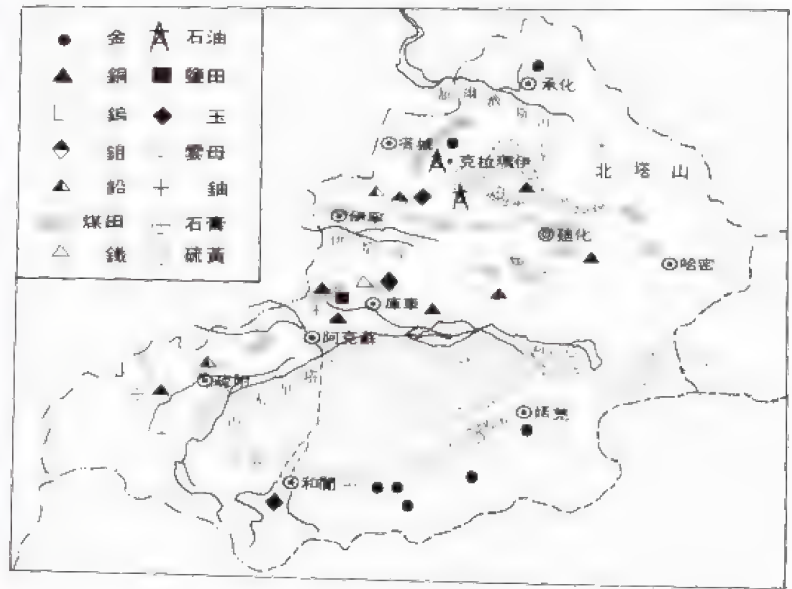 金 石油
銅 鹽田
鎢 玉
鉬 雲母
鉛 鈾
煤田 石膏
鐵 硫黃
承化
塔城
克拉瑪伊
北塔山
伊寧
迪化
哈密
庫車
阿克蘇
疏附
婼羌
和闐